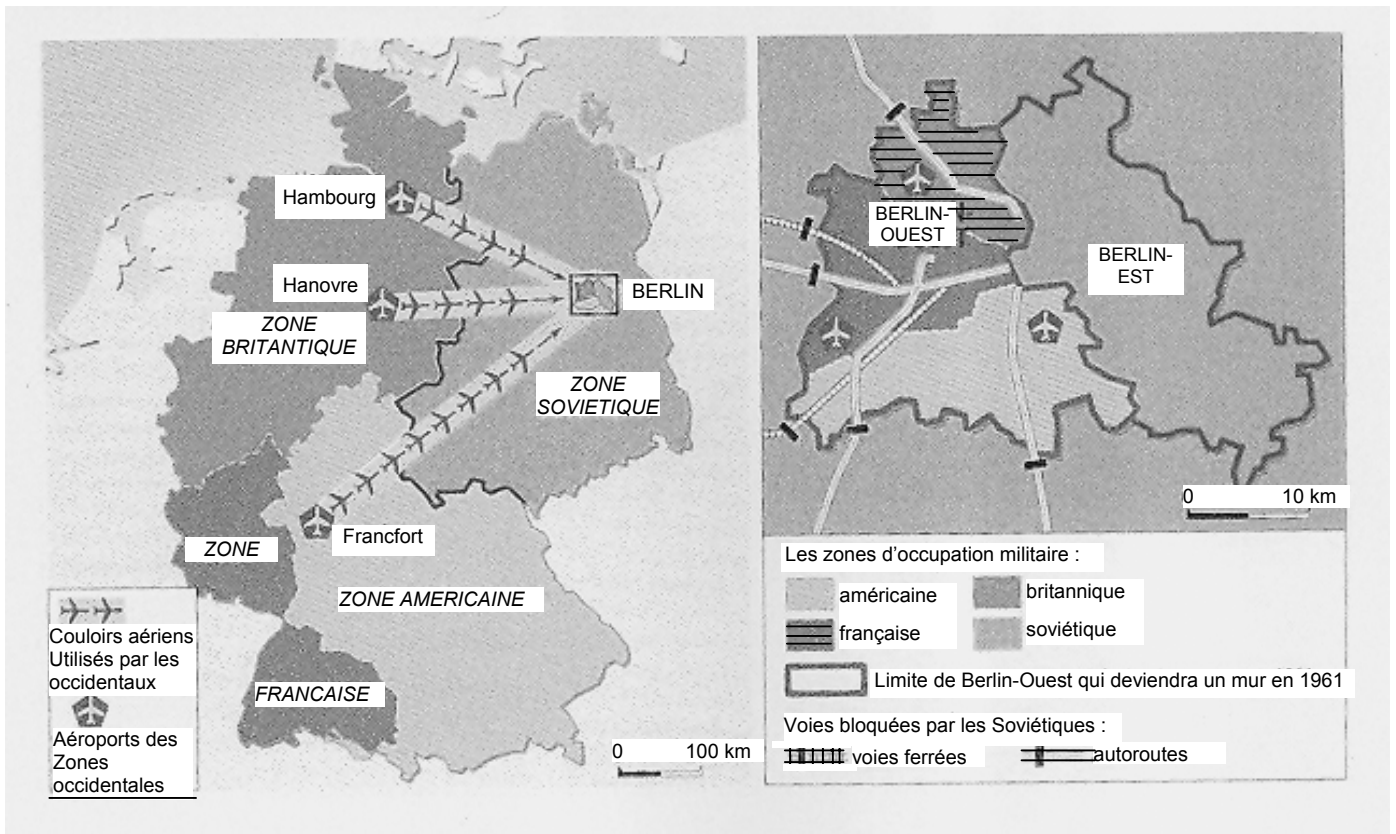 Hambourg
Hanovre
ZONE
BRITANTIQUE
BERLIN
ZONE
SOVIETIQUE
Francfort
ZONE
ZONE AMERICAINE
FRANCAISE
Couloirs aériens
Utilisés par les
occidentaux
Aéroports des
Zones
occidentales
0 100 km
BERLIN-
OUEST
BERLIN-
EST
0 10 km
Les zones d'occupation militaire :
américaine
britannique
française
soviétique
Limite de Berlin-Ouest qui deviendra un mur en 1961
Voies bloquées par les Soviétiques :
voies ferrées
autoroutes